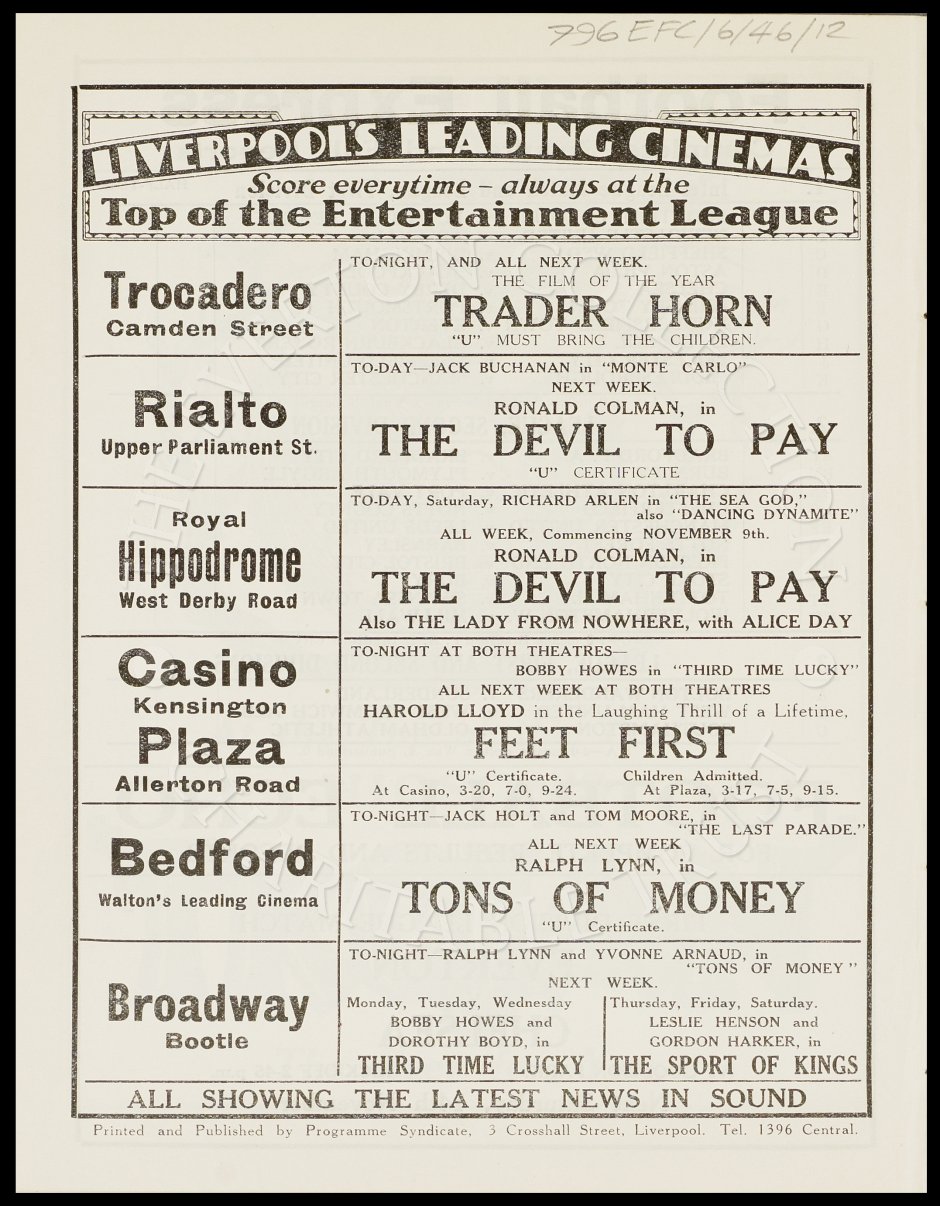 796 EFC/6/46/12
LIVERPOOL'S LEADING CINEMAS
Score everytime – always at the
Top of the Entertainment League
Trocadero
Camden Street
TO-NIGHT, AND ALL NEXT WEEK.
THE FILM OF THE YEAR
TRADER HORN
"U" MUST BRING THE CHILDREN.
Rialto
Upper Parliament St.
TO-DAY—JACK BUCHANAN in "MONTE CARLO"
NEXT WEEK.
RONALD COLMAN, in
THE DEVIL TO PAY
"U" CERTIFICATE
Royal
Hippodrome
West Derby Road
TO-DAY, Saturday, RICHARD ARLEN in "THE SEA GOD,"
also "DANCING DYNAMITE"
ALL WEEK, Commencing NOVEMBER 9th.
RONALD COLMAN, in
THE DEVIL TO PAY
Also THE LADY FROM NOWHERE, with ALICE DAY
Casino
Kensington
Plaza
Allerton Road
TO-NIGHT AT BOTH THEATRES—
BOBBY HOWES in "THIRD TIME LUCKY"
ALL NEXT WEEK AT BOTH THEATRES
HAROLD LLOYD in the Laughing Thrill of a Lifetime,
FEET FIRST
"U" Certificate. Children Admitted.
At Casino, 3-20, 7-0, 9-24. At Plaza, 3-17, 7-5, 9-15.
Bedford
Walton's Leading Cinema
TO-NIGHT—JACK HOLT and TOM MOORE, in
"THE LAST PARADE."
ALL NEXT WEEK
RALPH LYNN, in
TONS OF MONEY
"U" Certificate.
Broadway
Bootle
TO-NIGHT—RALPH LYNN and YVONNE ARNAUD, in
"TONS OF MONEY"
NEXT WEEK.
Monday, Tuesday, Wednesday
BOBBY HOWES and
DOROTHY BOYD, in
THIRD TIME LUCKY
Thursday, Friday, Saturday.
LESLIE HENSON and
GORDON HARKER, in
THE SPORT OF KINGS
ALL SHOWING THE LATEST NEWS IN SOUND
Printed and Published by Programme Syndicate, 3 Crosshall Street, Liverpool. Tel. 1396 Central.
THE EVERTON COLLECTION
CHARITABLE TRUST